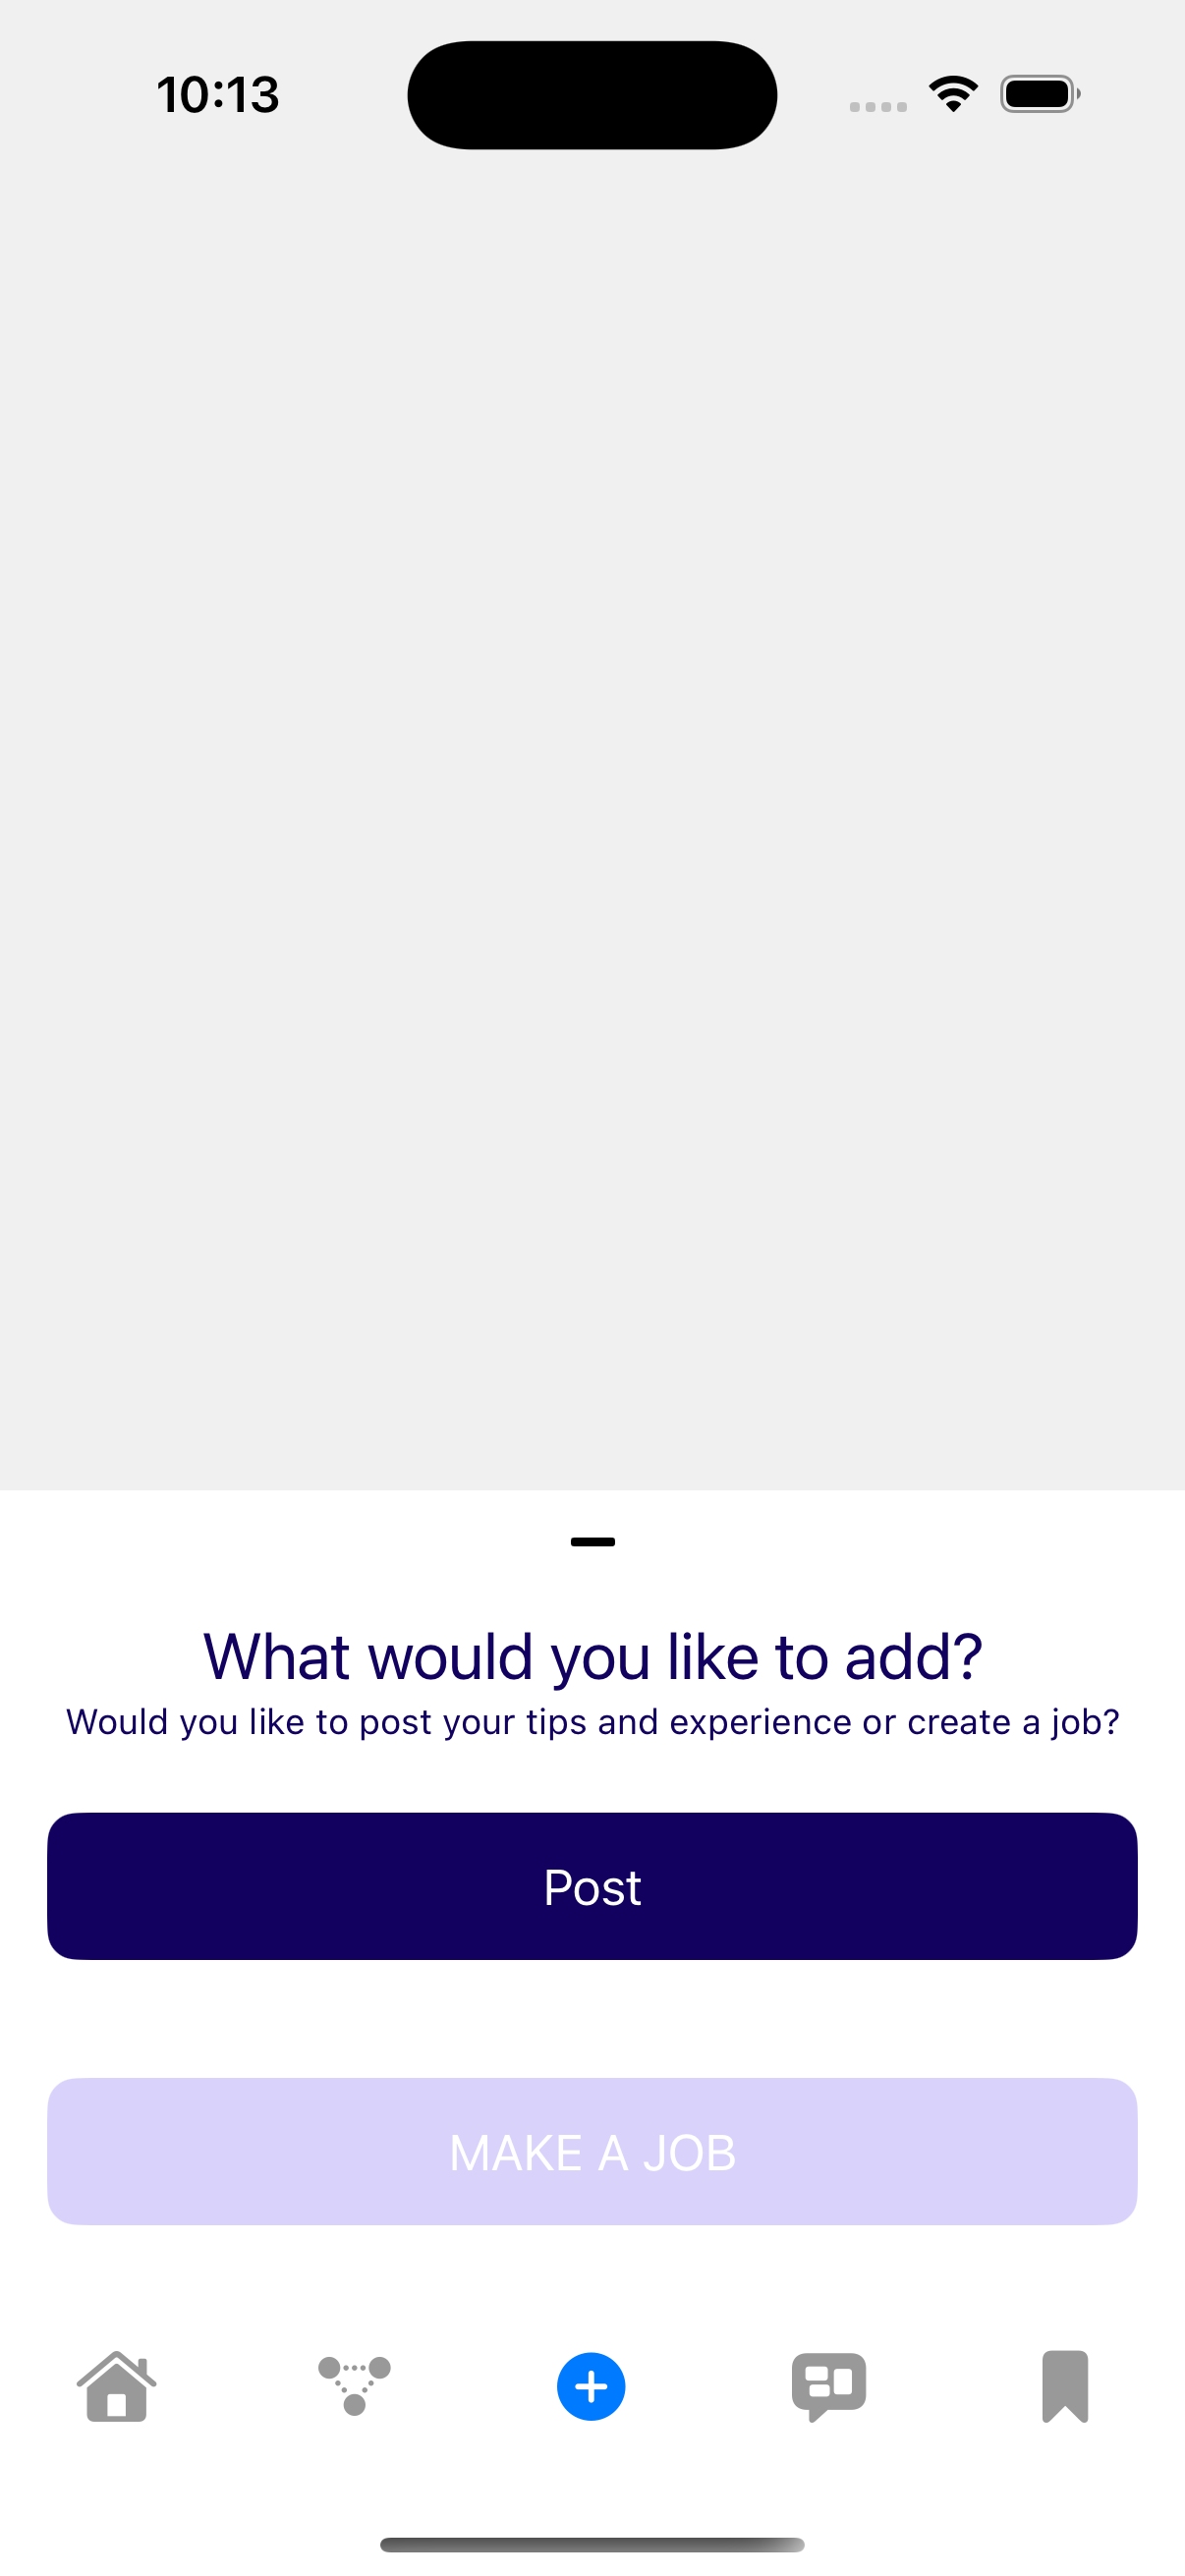 10:13
What would you like to add?
Would you like to post your tips and experience or create a job?
Post
MAKE A JOB